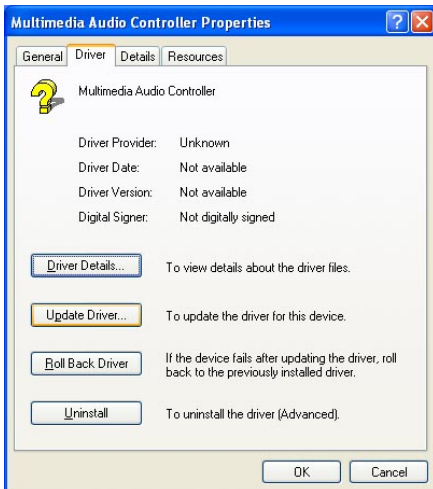 Multimedia Audio Controller Properties
General Driver Details Resources
Multimedia Audio Controller
Driver Provider: Unknown
Driver Date: Not available
Driver Version: Not available
Digital Signer: Not digitally signed
Driver Details... To view details about the driver files.
Update Driver... To update the driver for this device.
Roll Back Driver If the device fails after updating the driver, roll
back to the previously installed driver.
Uninstall To uninstall the driver (Advanced).
OK Cancel